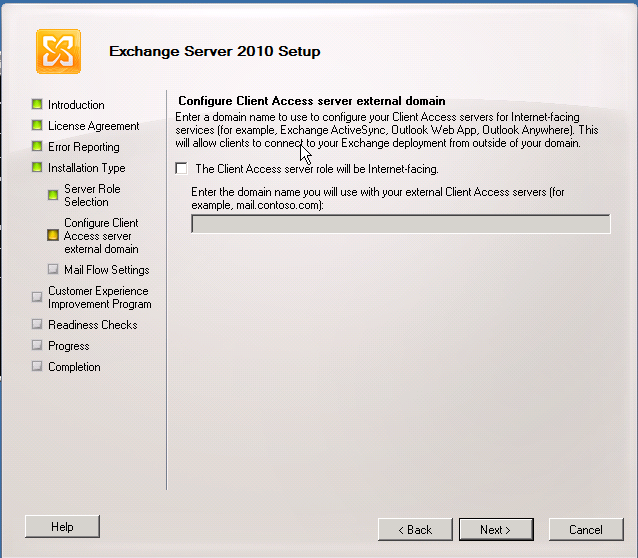 Exchange Server 2010 Setup
Introduction
License Agreement
Error Reporting
Installation Type
Server Role
Selection
Configure Client
Access server
external domain
Mail Flow Settings
Customer Experience
Improvement Program
Readiness Checks
Progress
Completion
Configure Client Access server external domain
Enter a domain name to use to configure your Client Access servers for Internet-facing
services (for example, Exchange ActiveSync, Outlook Web App, Outlook Anywhere). This
will allow clients to connect to your Exchange deployment from outside of your domain.
The Client Access server role will be Internet-facing.
Enter the domain name you will use with your external Client Access servers (for
example, mail.contoso.com):
Help
< Back
Next >
Cancel